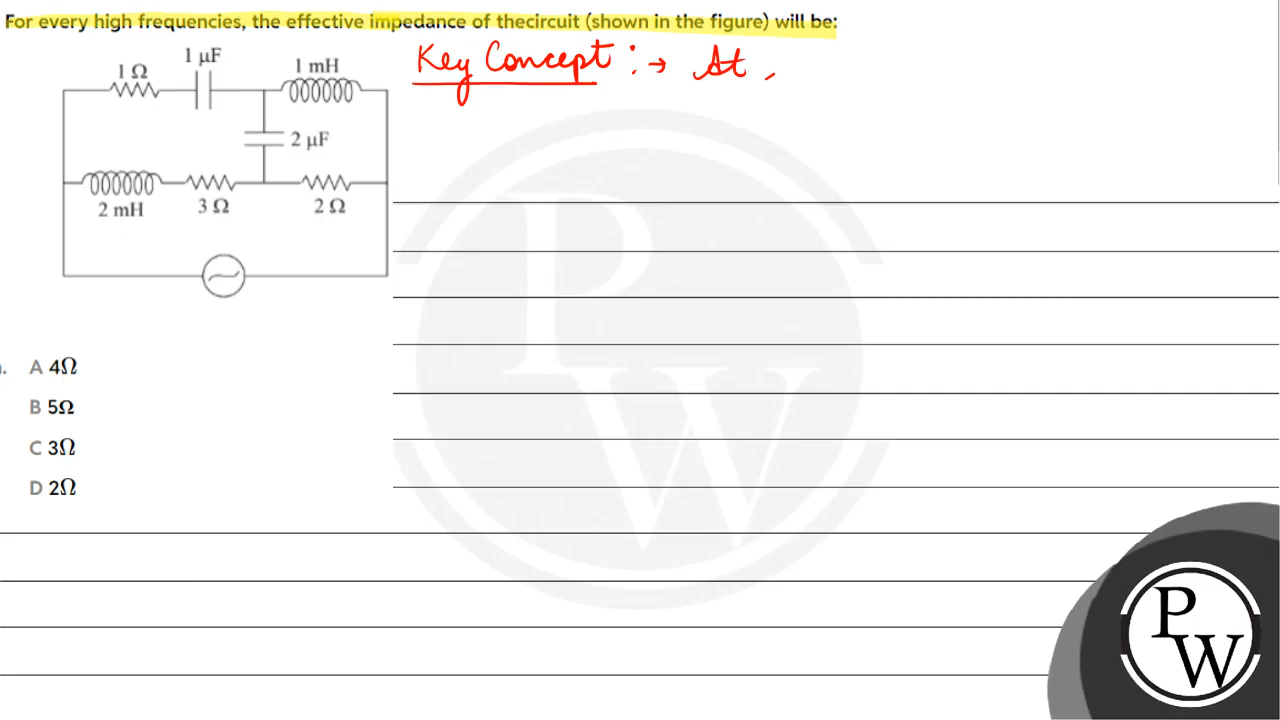 For every high frequencies, the effective impedance of thecircuit (shown in the figure) will be:
Key Concept :→ At ,
1 Ω
1 μF
1 mH
2 μF
2 mH
3 Ω
2 Ω
A 4Ω
B 5Ω
C 3Ω
D 2Ω
P
W
P
W